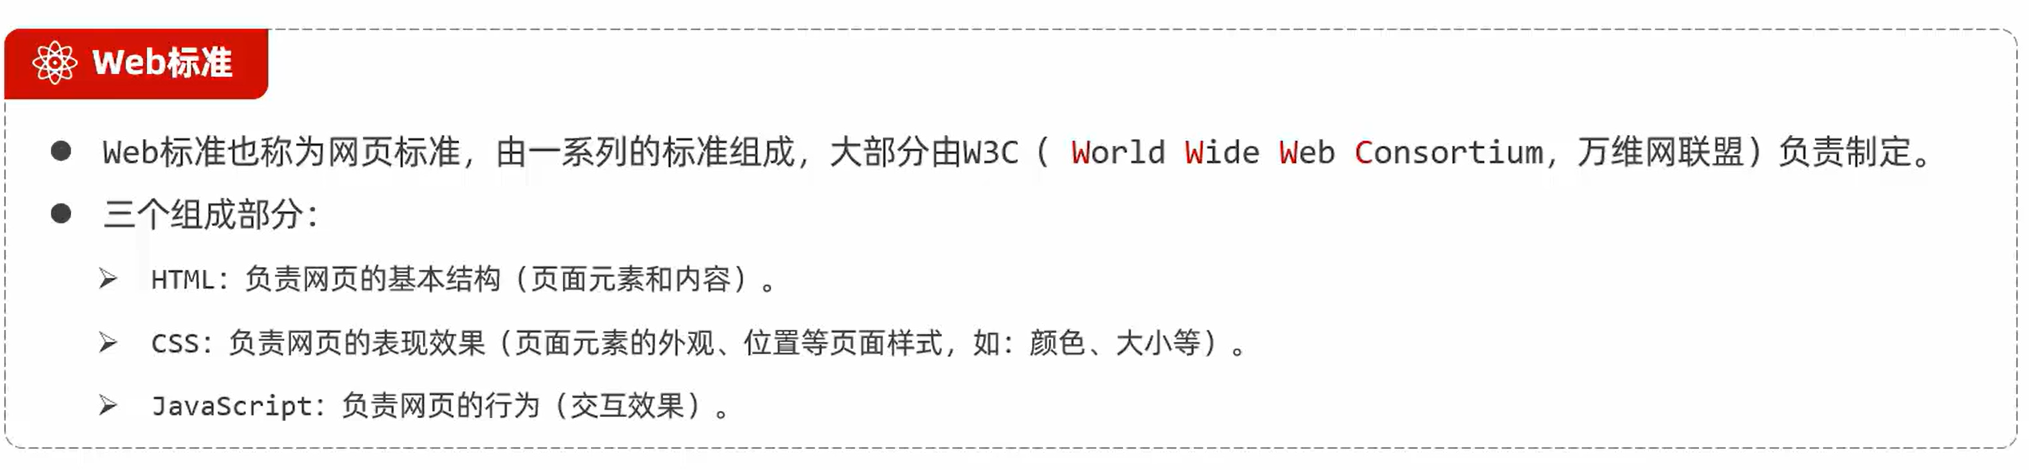 Web标准
● Web标准也称为网页标准，由一系列的标准组成，大部分由W3C（ World Wide Web Consortium，万维网联盟）负责制定。
● 三个组成部分：
➢ HTML：负责网页的基本结构（页面元素和内容）。
➢ CSS：负责网页的表现效果（页面元素的外观、位置等页面样式，如：颜色、大小等）。
➢ JavaScript：负责网页的行为（交互效果）。